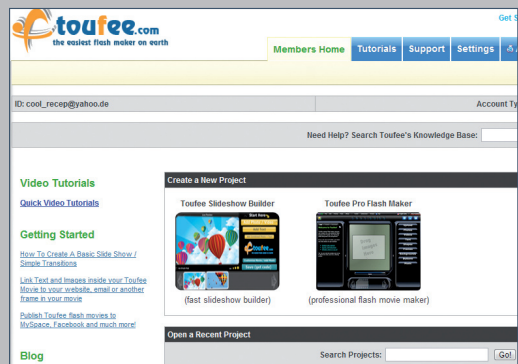 toufee.com
the easiest flash maker on earth
Get S
Members Home
Tutorials
Support
Settings
ID: cool_recep@yahoo.de
Account Ty
Need Help? Search Toufee's Knowledge Base:
Video Tutorials
Quick Video Tutorials
Getting Started
How To Create A Basic Slide Show /
Simple Transitions
Link Text and Images inside your Toufee
Movie to your website, email or another
frame in your movie
Publish Toufee flash movies to
MySpace, Facebook and much more!
Blog
Create a New Project
Toufee Slideshow Builder
Toufee Pro Flash Maker
(fast slideshow builder)
(professional flash movie maker)
Open a Recent Project
Search Projects:
Go!